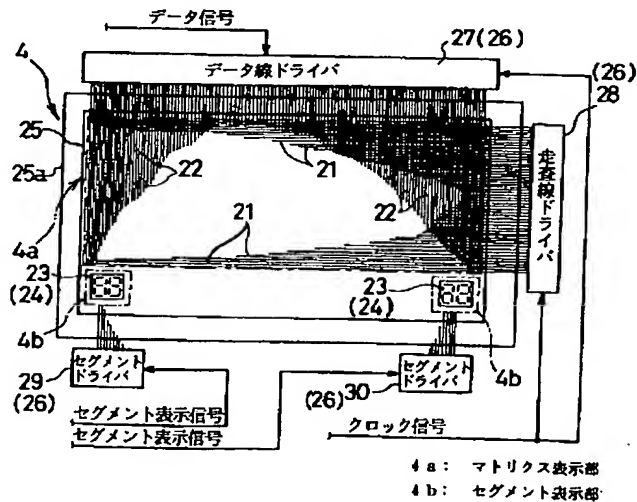 データ信号
27(26)
4
データ線ドライバ
(26)
28
25
25a
22
21
22
走査線ドライバ
4a
21
23
(24)
23
(24)
4b
4b
セグメント
ドライバ
セグメント
ドライバ
29
(26)
(26)30
セグメント表示信号
セグメント表示信号
クロック信号
4a： マトリクス表示部
4b： セグメント表示部